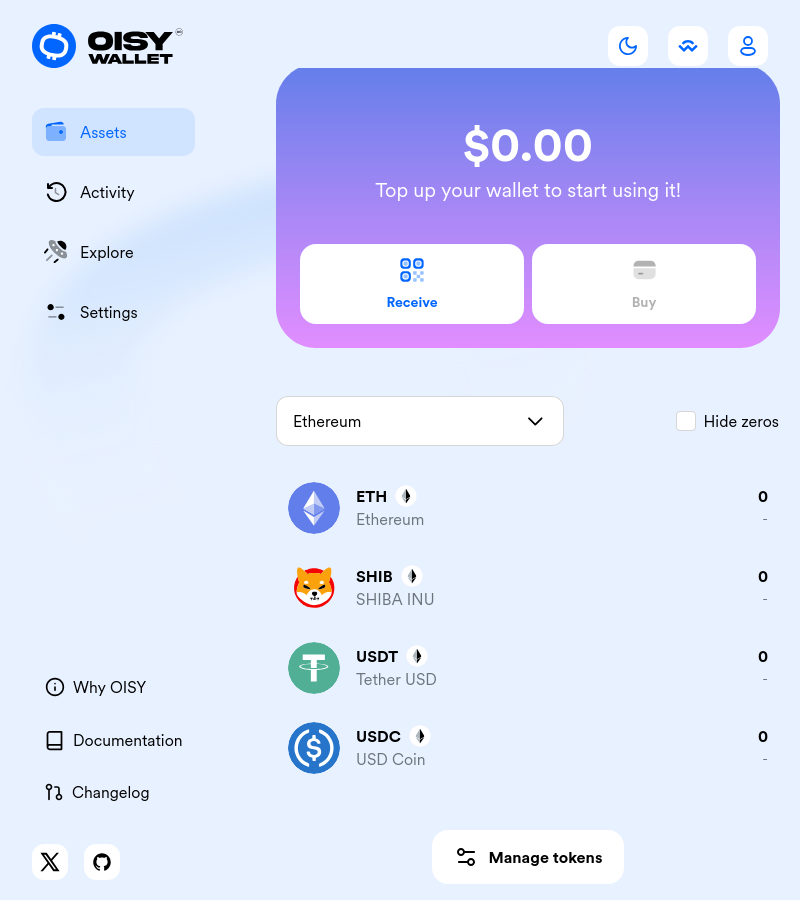 OISY
WALLET
Assets
Activity
Explore
Settings
$0.00
Top up your wallet to start using it!
Receive
Buy
Ethereum
Hide zeros
ETH
0
Ethereum
-
SHIB
0
SHIBA INU
-
USDT
0
Tether USD
-
USDC
0
USD Coin
-
Why OISY
Documentation
Changelog
Manage tokens